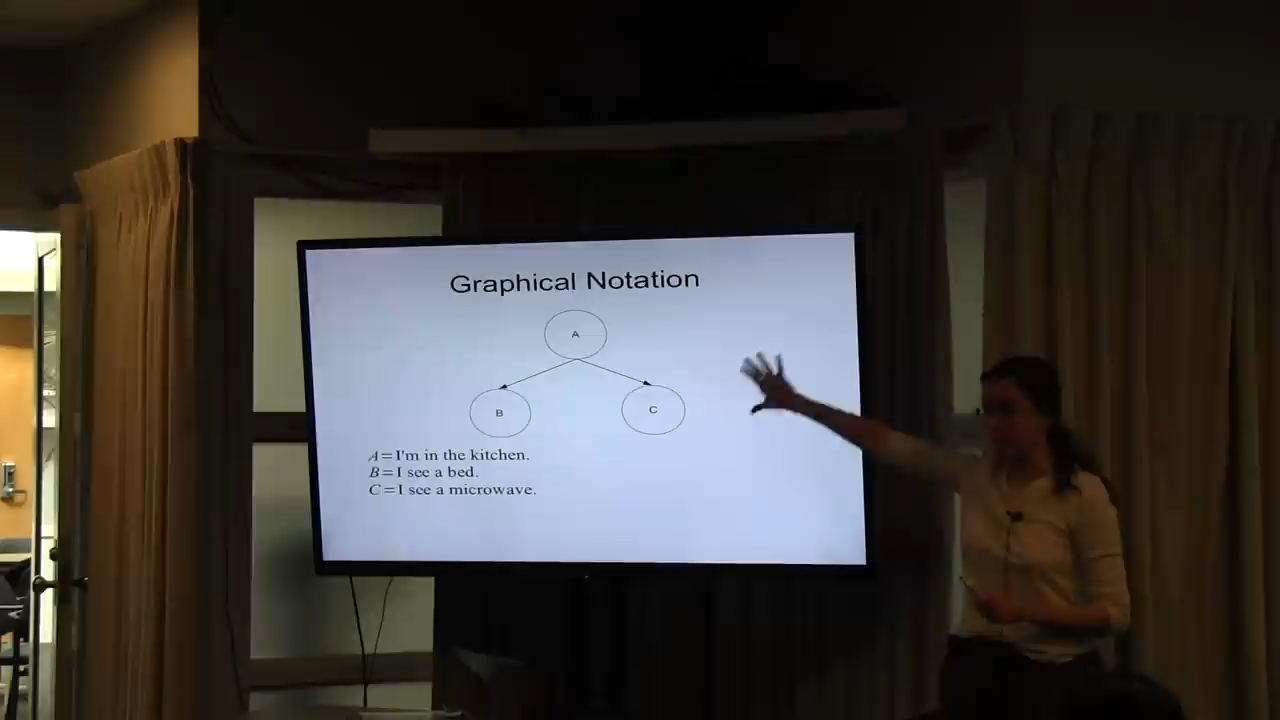 Graphical Notation
A
B
C
A=I'm in the kitchen.
B=I see a bed.
C=I see a microwave.